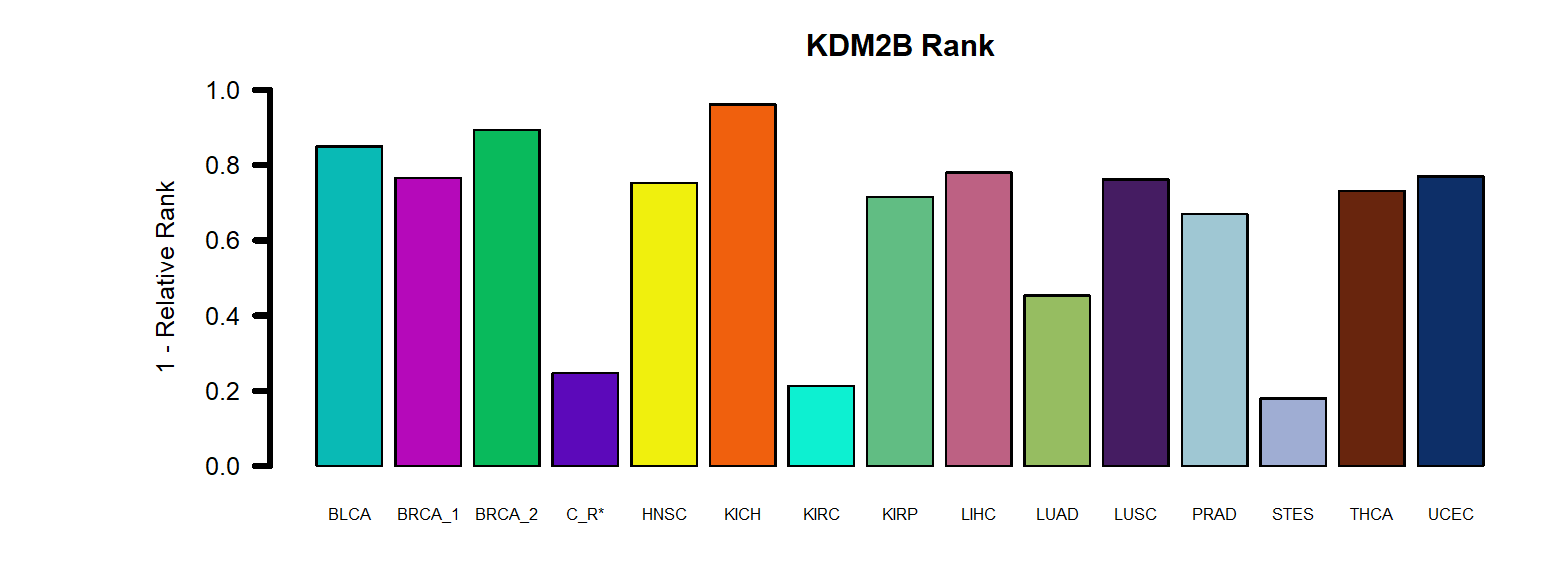 KDM2B Rank
1.0
0.8
0.6
0.4
0.2
0.0
1 - Relative Rank
BLCA BRCA_1 BRCA_2 C_R* HNSC KICH KIRC KIRP LIHC LUAD LUSC PRAD STES THCA UCEC